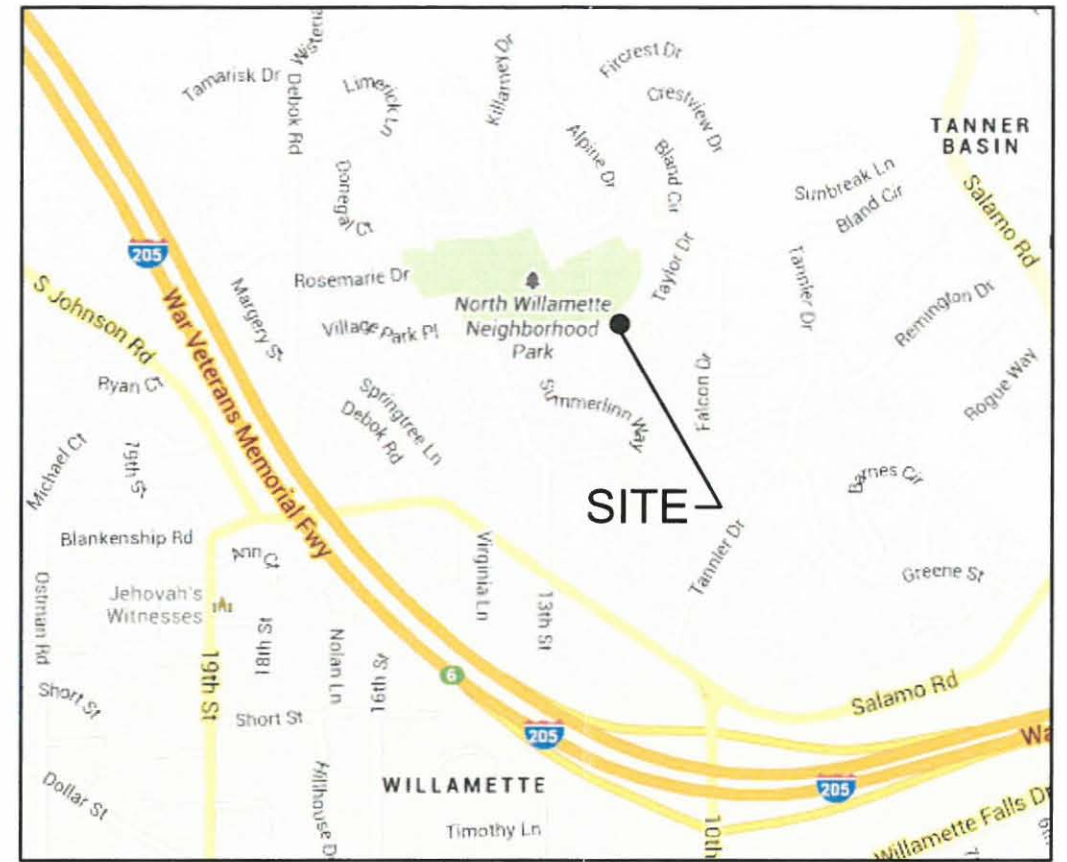 Wisteria
Tamarisk Dr
Debok Rd
Limerick Ln
Killarney Dr
Fircrest Dr
Crestview Dr
Alpine Dr
Bland Cir
TANNER
BASIN
Sunbreak Ln
Bland Cir
Salamo Rd
Donegal Ct
205
Rosemarie Dr
Taylor Dr
Tannler Dr
S Johnson Rd
War Veterans Memorial Fwy
Margery St
North Willamette
Neighborhood
Park
Village Park Pl
Remington Dr
Ryan Ct
Springtree Ln
Debok Rd
Summerlinn Way
Falcon Dr
Rogue Way
Michael Ct
19th St
Barnes Cir
SITE
Blankenship Rd
Ann Ct
Virginia Ln
Tannler Dr
Greene St
Jehovah's
Witnesses
Ostman Rd
18th St
Nolan Ln
16th St
13th St
19th St
6
Short St
Short St
Salamo Rd
205
Wa
205
WILLAMETTE
Dollar St
Hillhouse D
Timothy Ln
10th
Willamette Falls Dr